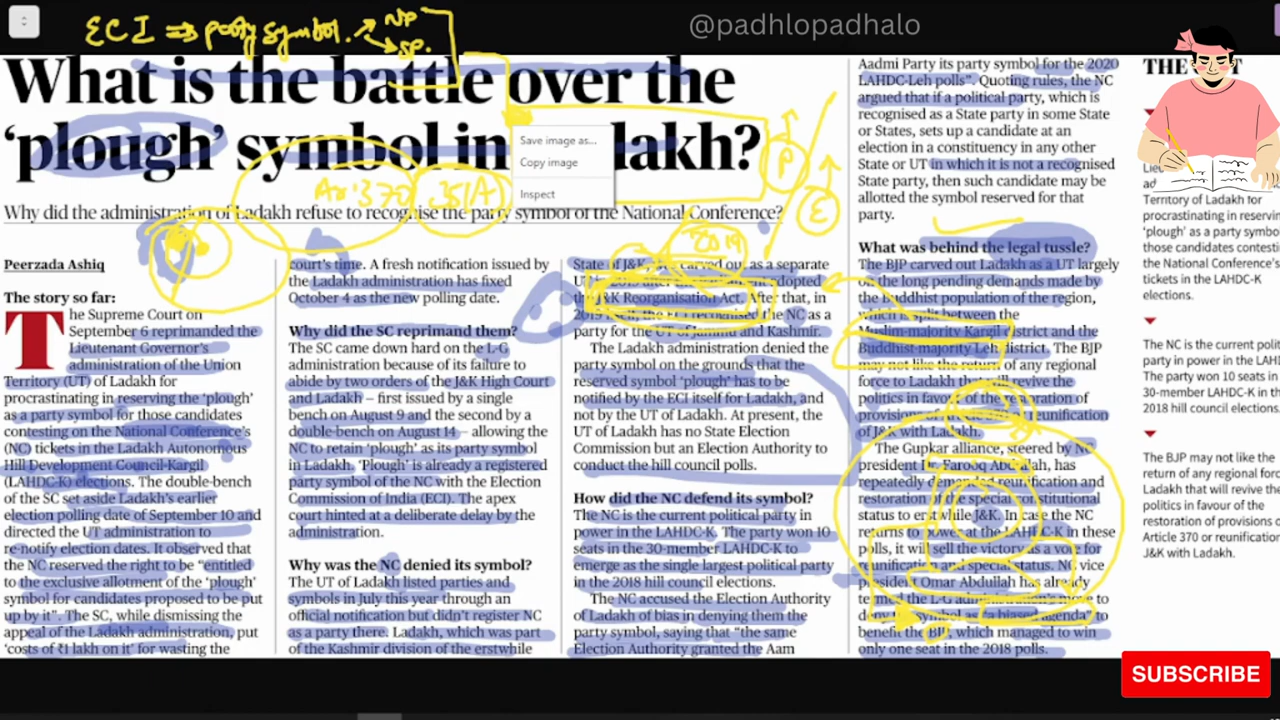 @padhlopadhalo
ECI ⇒ party symbol. NP
SP.
What is the battle over the
‘plough’ symbol in
dakh?
Save image as...
Copy image
Inspect
Ar 370
35(A)
P
E
2019
Why did the administration of Ladakh refuse to recognise the party symbol of the National Conference?
Peerzada Ashiq
The story so far:
The Supreme Court on
September 6 reprimanded the
Lieutenant Governor’s
administration of the Union
Territory (UT) of Ladakh for
procrastinating in reserving the ‘plough’
as a party symbol for those candidates
contesting on the National Conference’s
(NC) tickets in the Ladakh Autonomous
Hill Development Council-Kargil
(LAHDC-K) elections. The double-bench
of the SC set aside Ladakh’s earlier
election polling date of September 10 and
directed the UT administration to
re-notify election dates. It observed that
the NC reserved the right to be “entitled
to the exclusive allotment of the ‘plough’
symbol for candidates proposed to be put
up by it”. The SC, while dismissing the
appeal of the Ladakh administration, put
‘costs of ₹1 lakh on it’ for wasting the
court’s time. A fresh notification issued by
the Ladakh administration has fixed
October 4 as the new polling date.
Why did the SC reprimand them?
The SC came down hard on the L-G
administration because of its failure to
abide by two orders of the J&K High Court
and Ladakh – first issued by a single
bench on August 9 and the second by a
double-bench on August 14 – allowing the
NC to retain ‘plough’ as its party symbol
in Ladakh. ‘Plough’ is already a registered
party symbol of the NC with the Election
Commission of India (ECI). The apex
court hinted at a deliberate delay by the
administration.
Why was the NC denied its symbol?
The UT of Ladakh listed parties and
symbols in July this year through an
official notification but didn’t register NC
as a party there. Ladakh, which was part
of the Kashmir division of the erstwhile
State of J&K, was carved out as a separate
UT in 2019 after the Parliament adopted
the J&K Reorganisation Act. After that, in
2019 itself, the ECI recognised the NC as a
party for the UT of Jammu and Kashmir.
The Ladakh administration denied the
party symbol on the grounds that the
reserved symbol ‘plough’ has to be
notified by the ECI itself for Ladakh, and
not by the UT of Ladakh. At present, the
UT of Ladakh has no State Election
Commission but an Election Authority to
conduct the hill council polls.
How did the NC defend its symbol?
The NC is the current political party in
power in the LAHDC-K. The party won 10
seats in the 30-member LAHDC-K to
emerge as the single largest political party
in the 2018 hill council elections.
The NC accused the Election Authority
of Ladakh of bias in denying them the
party symbol, saying that “the same
Election Authority granted the Aam
Aadmi Party its party symbol for the 2020
LAHDC-Leh polls”. Quoting rules, the NC
argued that if a political party, which is
recognised as a State party in some State
or States, sets up a candidate at an
election in a constituency in any other
State or UT in which it is not a recognised
State party, then such candidate may be
allotted the symbol reserved for that
party.
What was behind the legal tussle?
The BJP carved out Ladakh as a UT largely
on the long pending demands made by
the Buddhist population of the region,
which is split between the
Muslim-majority Kargil district and the
Buddhist-majority Leh district. The BJP
may not like the return of any regional
force to Ladakh that will revive the
politics in favour of the restoration of
provisions of Article 370 or reunification
of J&K with Ladakh.
The Gupkar alliance, steered by NC
president Dr. Farooq Abdullah, has
repeatedly demanded reunification and
restoration of special constitutional
status to erstwhile J&K. In case the NC
returns to power at the LAHDC-K in these
polls, it will sell the victory as a vote for
reunification and special status. NC vice
president Omar Abdullah has already
termed the L-G administration’s move to
deny the symbol as a biased agenda to
benefit the BJP, which managed to win
only one seat in the 2018 polls.
THE
T
Lieu
ad
Territory of Ladakh for
procrastinating in reservin
‘plough’ as a party symbo
those candidates contesti
the National Conference’s
tickets in the LAHDC-K
elections.
The NC is the current polit
party in power in the LAH
The party won 10 seats in
30-member LAHDC-K in th
2018 hill council elections.
The BJP may not like the
return of any regional forc
Ladakh that will revive the
politics in favour of the
restoration of provisions o
Article 370 or reunification
J&K with Ladakh.
SUBSCRIBE